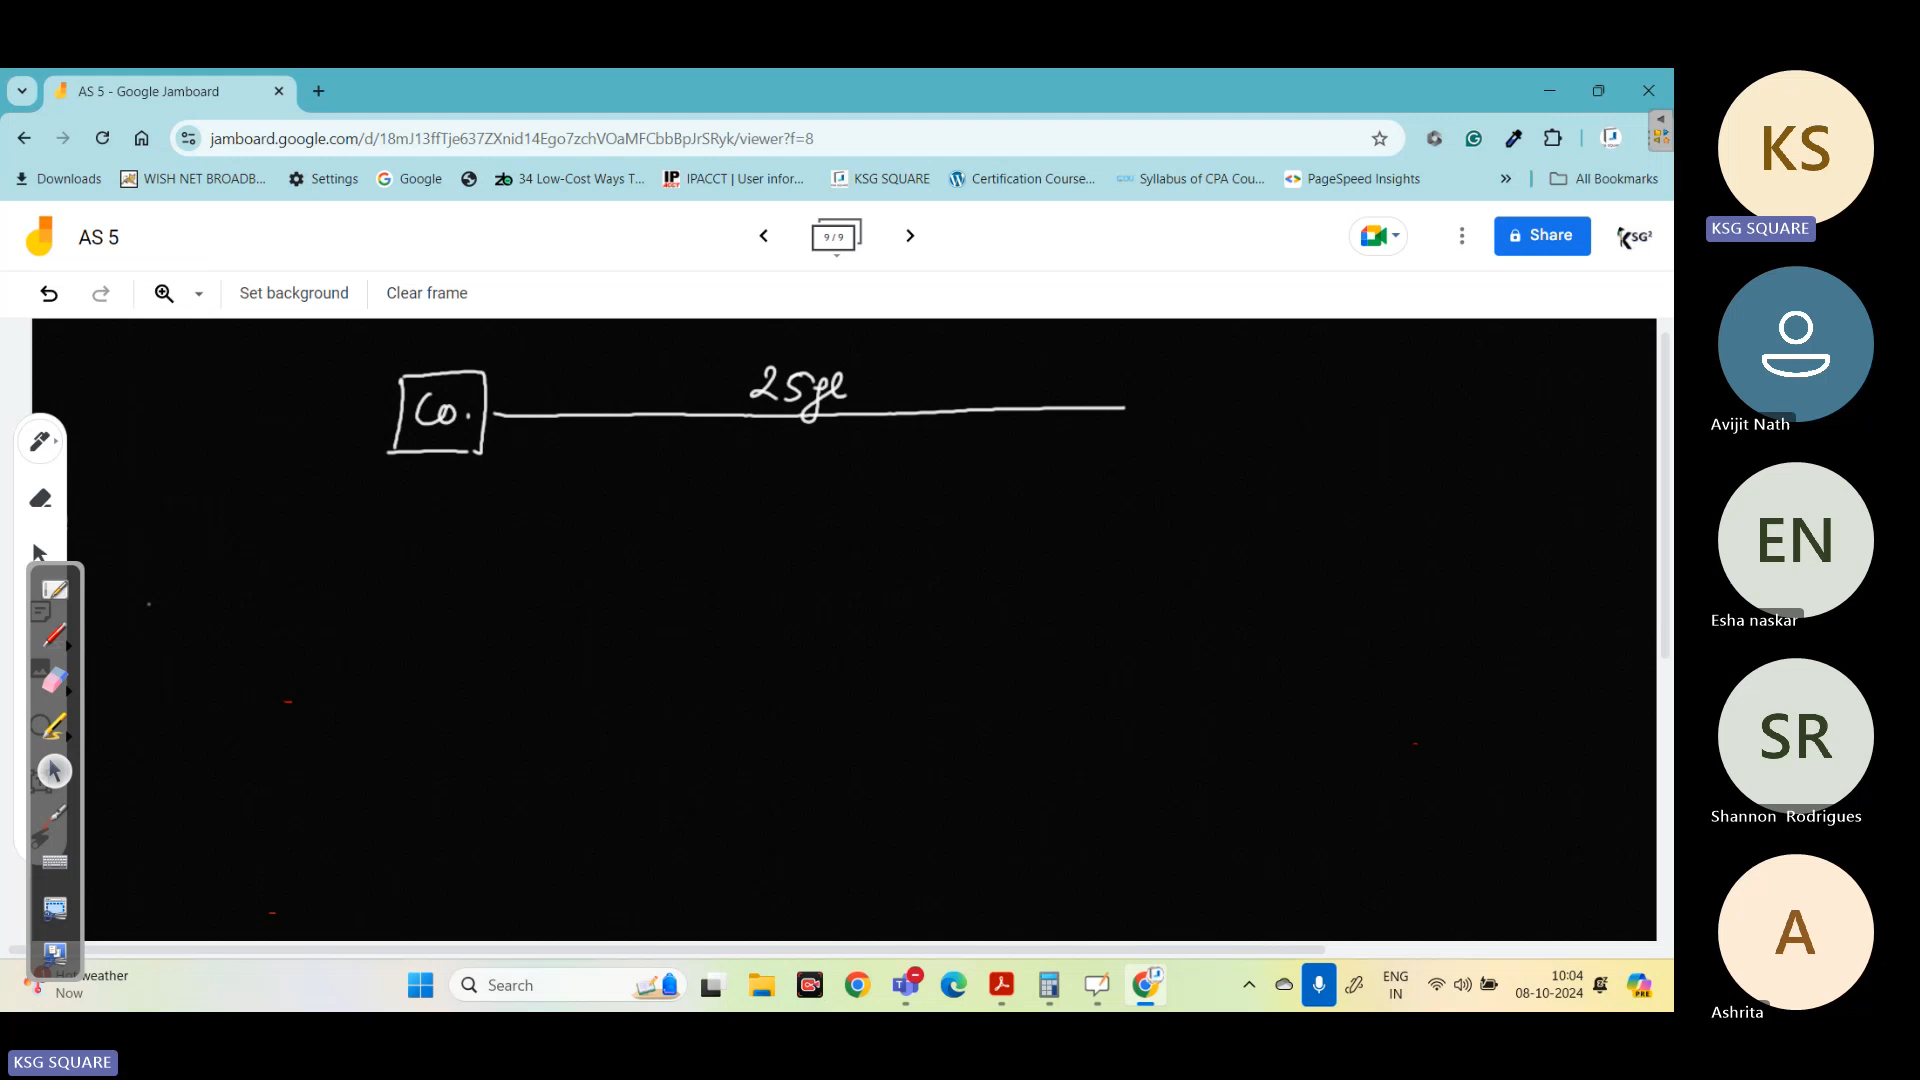 AS 5 - Google Jamboard
jamboard.google.com/d/18mJ13ffTje637ZXnid14Ego7zchVOaMFCbbBpJrSRyk/viewer?f=8
Downloads
WISH NET BROADB...
Settings
Google
34 Low-Cost Ways T...
IPACCT | User infor...
KSG SQUARE
Certification Course...
Syllabus of CPA Cou...
PageSpeed Insights
All Bookmarks
AS 5
9 / 9
Share
KSG²
Set background
Clear frame
Co.
KS
KSG SQUARE
Avijit Nath
EN
Esha naskar
SR
Shannon Rodrigues
A
Ashrita
Hot weather
Now
Search
ENG
IN
10:04
08-10-2024
KSG SQUARE